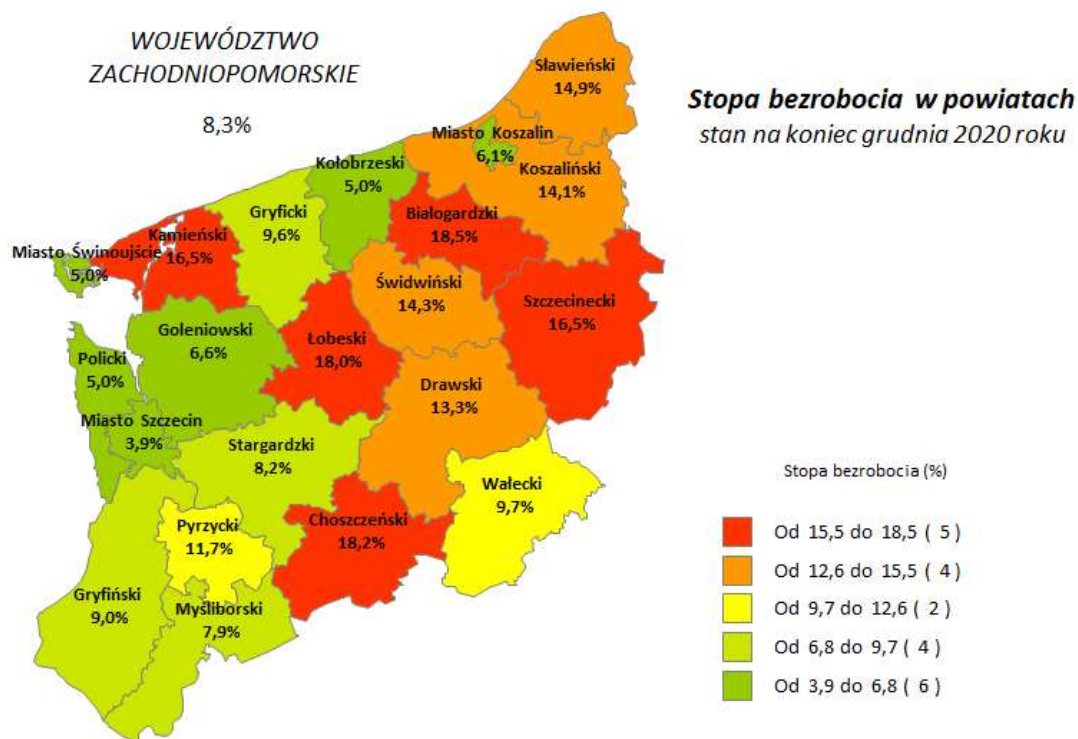 WOJEWÓDZTWO
ZACHODNIOPOMORSKIE
8,3%
Stopa bezrobocia w powiatach
stan na koniec grudnia 2020 roku
Sławieński
14,9%
Miasto Koszalin
6,1%
Koszaliński
14,1%
Kołobrzeski
5,0%
Białogardzki
18,5%
Gryficki
9,6%
Kamieński
16,5%
Miasto Świnoujście
5,0%
Świdwiński
14,3%
Szczecinecki
16,5%
Goleniowski
6,6%
Łobeski
18,0%
Policki
5,0%
Drawski
13,3%
Miasto Szczecin
3,9%
Stargardzki
8,2%
Wałecki
9,7%
Pyrzycki
11,7%
Choszczeński
18,2%
Gryfiński
9,0%
Myśliborski
7,9%
Stopa bezrobocia (%)
Od 15,5 do 18,5 ( 5 )
Od 12,6 do 15,5 ( 4 )
Od 9,7 do 12,6 ( 2 )
Od 6,8 do 9,7 ( 4 )
Od 3,9 do 6,8 ( 6 )